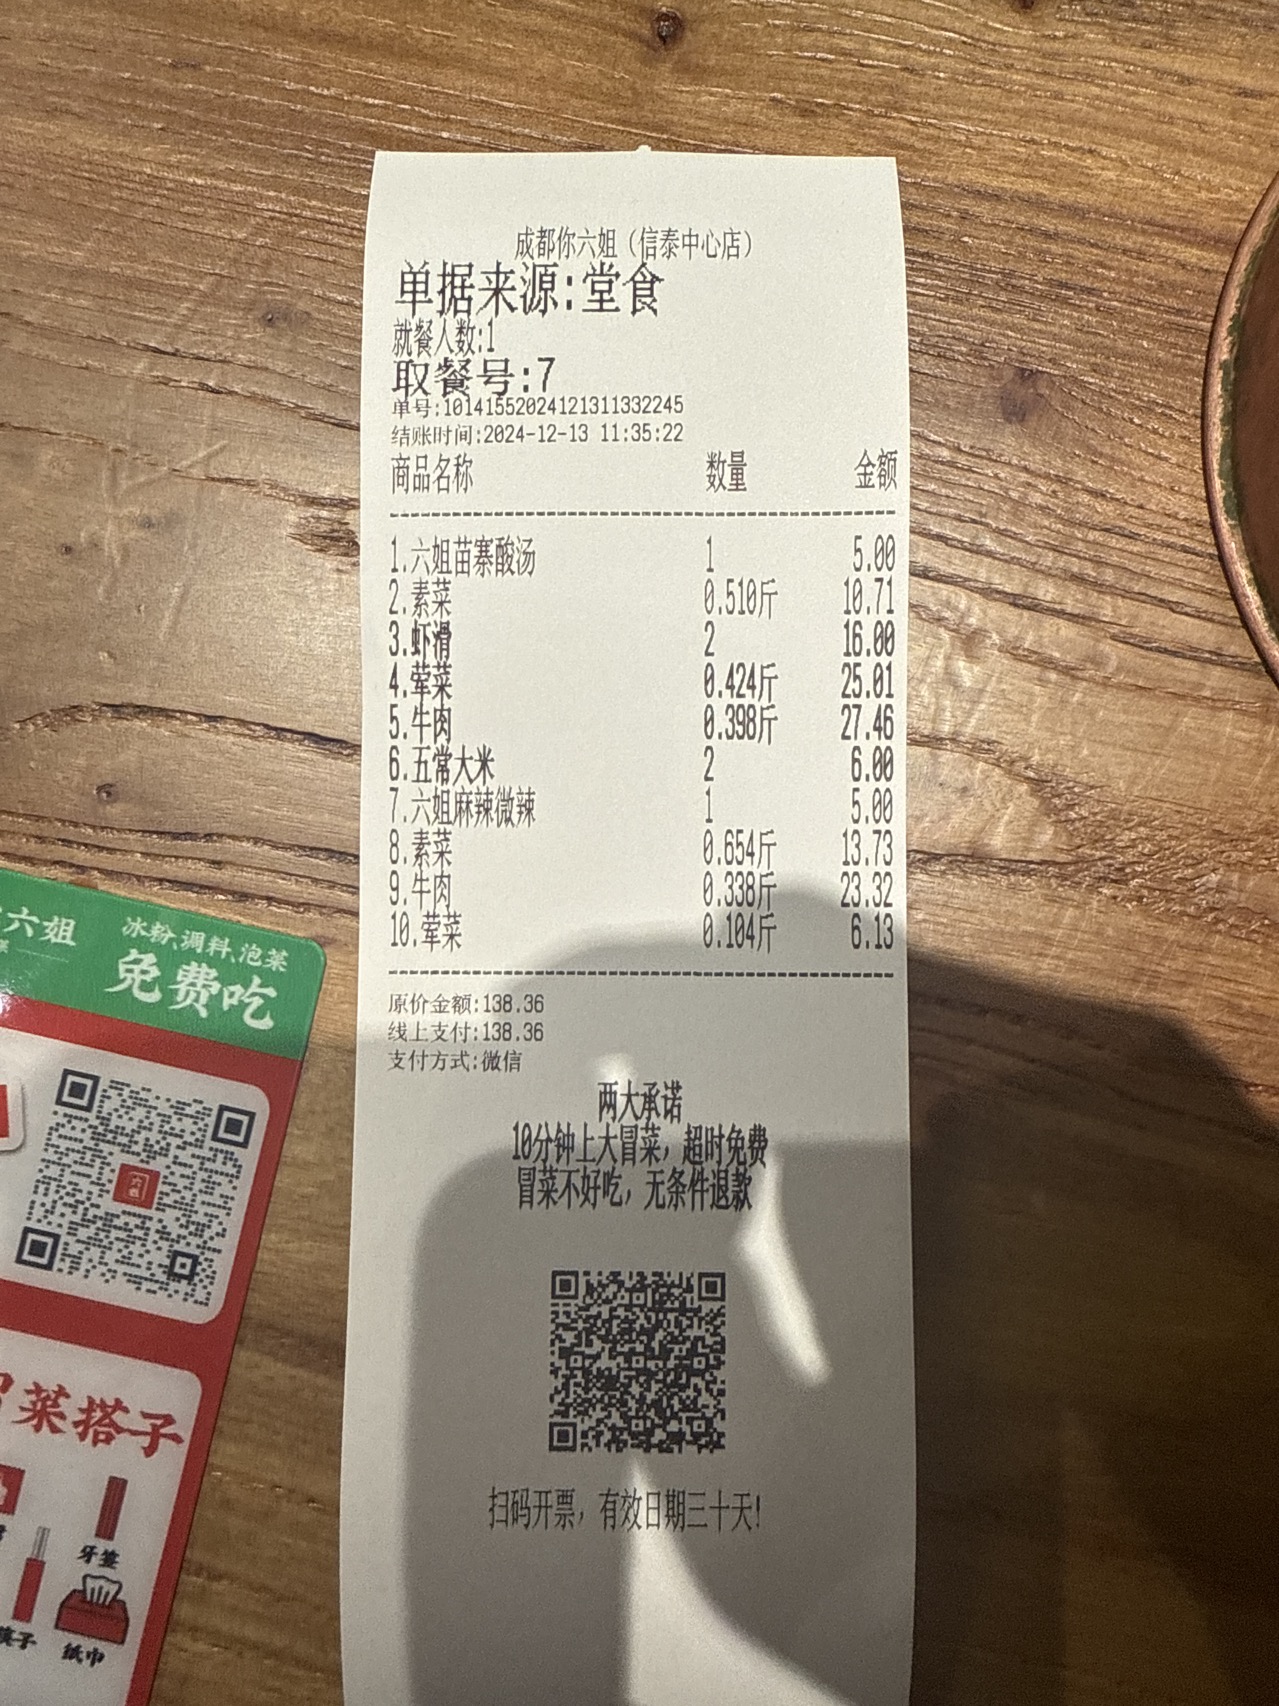 成都你六姐（信泰中心店）
单据来源:堂食
就餐人数:1
取餐号:7
单号:10141552024121311332245
结账时间:2024-12-13 11:35:22
商品名称 数量 金额
1.六姐苗寨酸汤 1 5.00
2.素菜 0.510斤 10.71
3.虾滑 2 16.00
4.荤菜 0.424斤 25.01
5.牛肉 0.398斤 27.46
6.五常大米 2 6.00
7.六姐麻辣微辣 1 5.00
8.素菜 0.654斤 13.73
9.牛肉 0.338斤 23.32
10.荤菜 0.104斤 6.13
原价金额:138.36
线上支付:138.36
支付方式:微信
两大承诺
10分钟上大冒菜，超时免费
冒菜不好吃，无条件退款
扫码开票，有效日期三十天!
六姐
冰粉、调料、泡菜
免费吃
六姐
菜搭子
牙签
筷子
纸巾